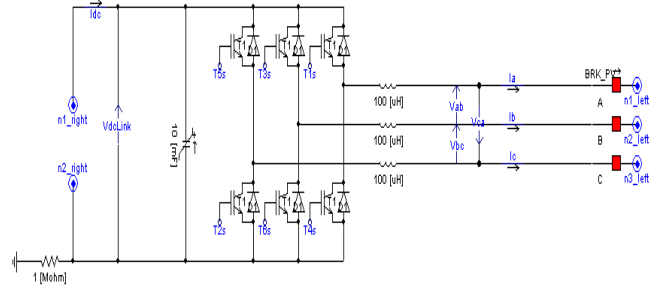 Idc
BRK_PV
T1
T1
T1
T5s
T3s
T1s
Ia
n1_right
100 [uH]
A
n1_left
Vab
Vca
VdcLink
10 [mF]
Ib
100 [uH]
B
n2_left
n2_right
Vbc
Ic
100 [uH]
C
n3_left
T1
T1
T1
T2s
T6s
T4s
1 [Mohm]